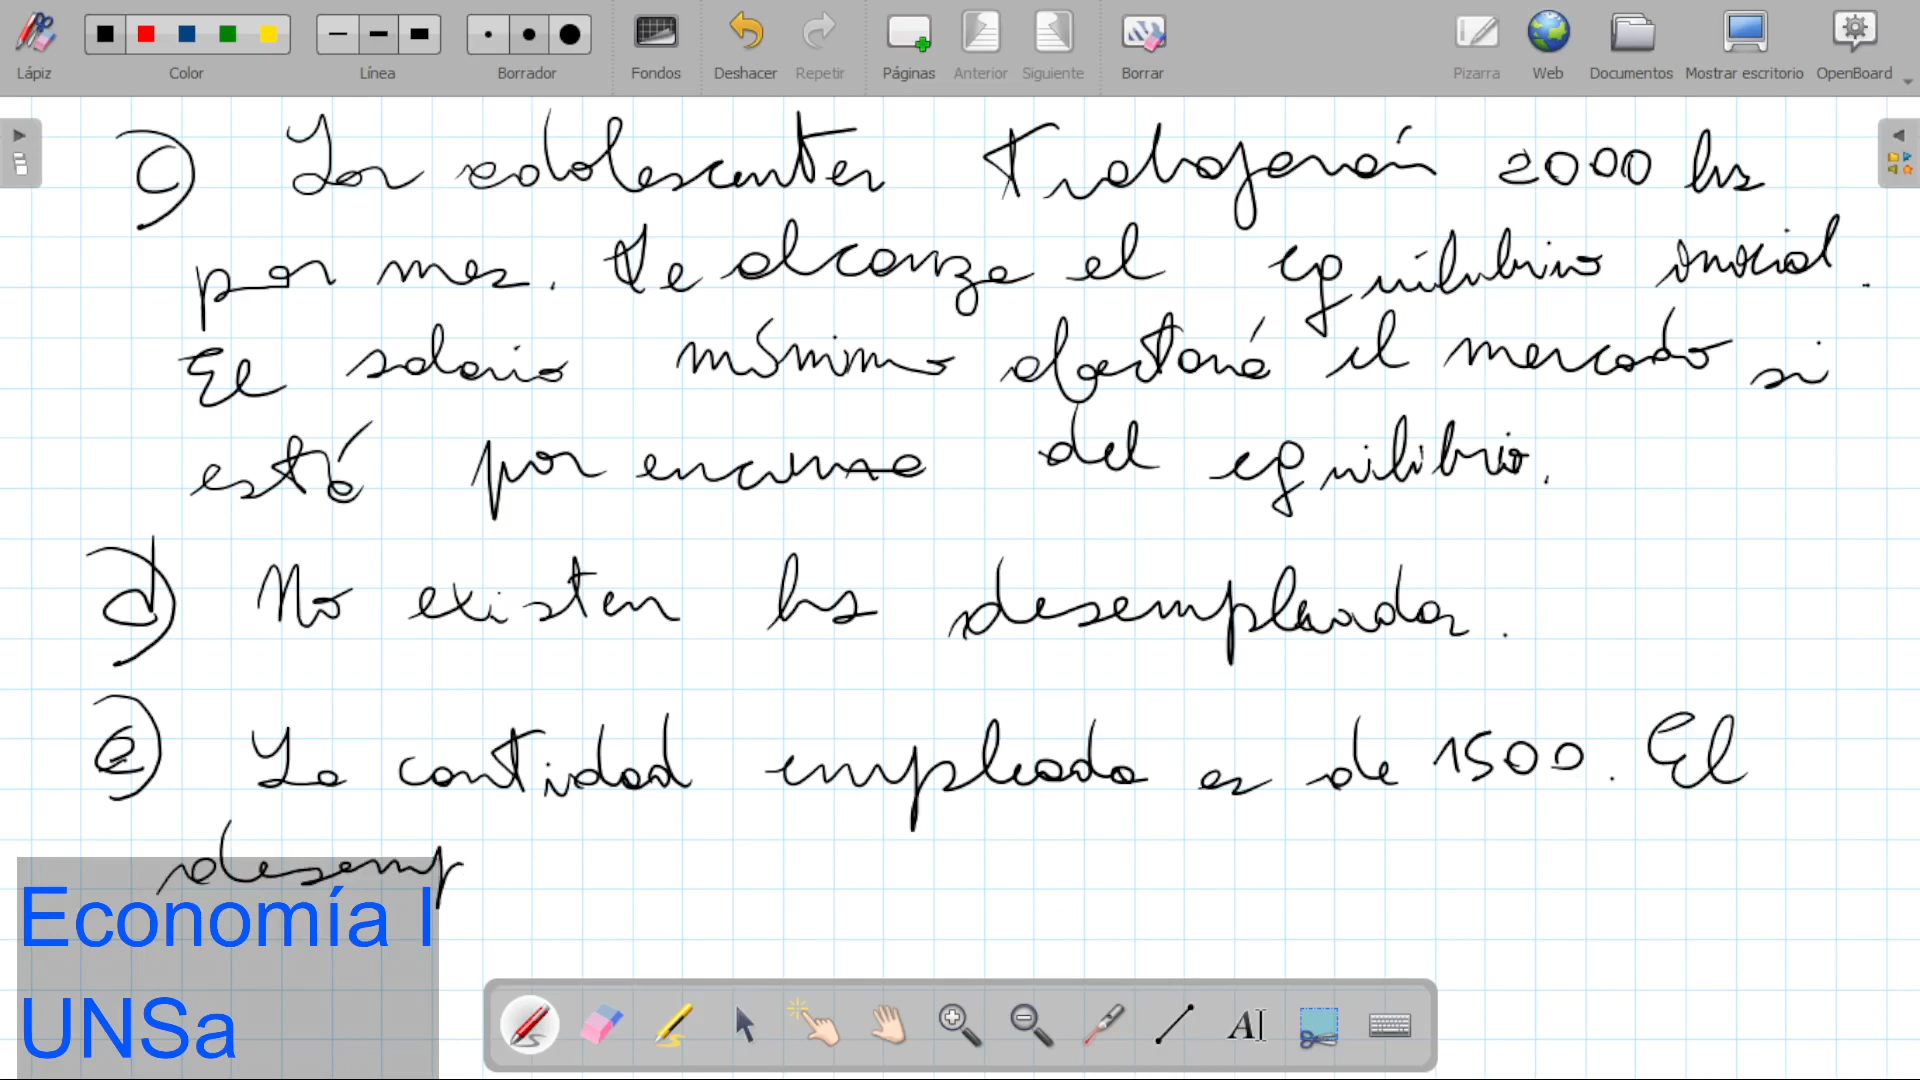 Lápiz
Color
Línea
Borrador
Fondos
Deshacer
Repetir
Páginas
Anterior
Siguiente
Borrar
Pizarra
Web
Documentos
Mostrar escritorio
OpenBoard
c) Los adolescentes trabajarán 2000 hs
por mes. Se alcanza el equilibrio inicial.
El salario mínimo afectará el mercado si
está por encima del equilibrio.
d) No existen hs desempleadas.
e) La cantidad empleada es de 1500. El
desemp
Economía I
UNSa
AI